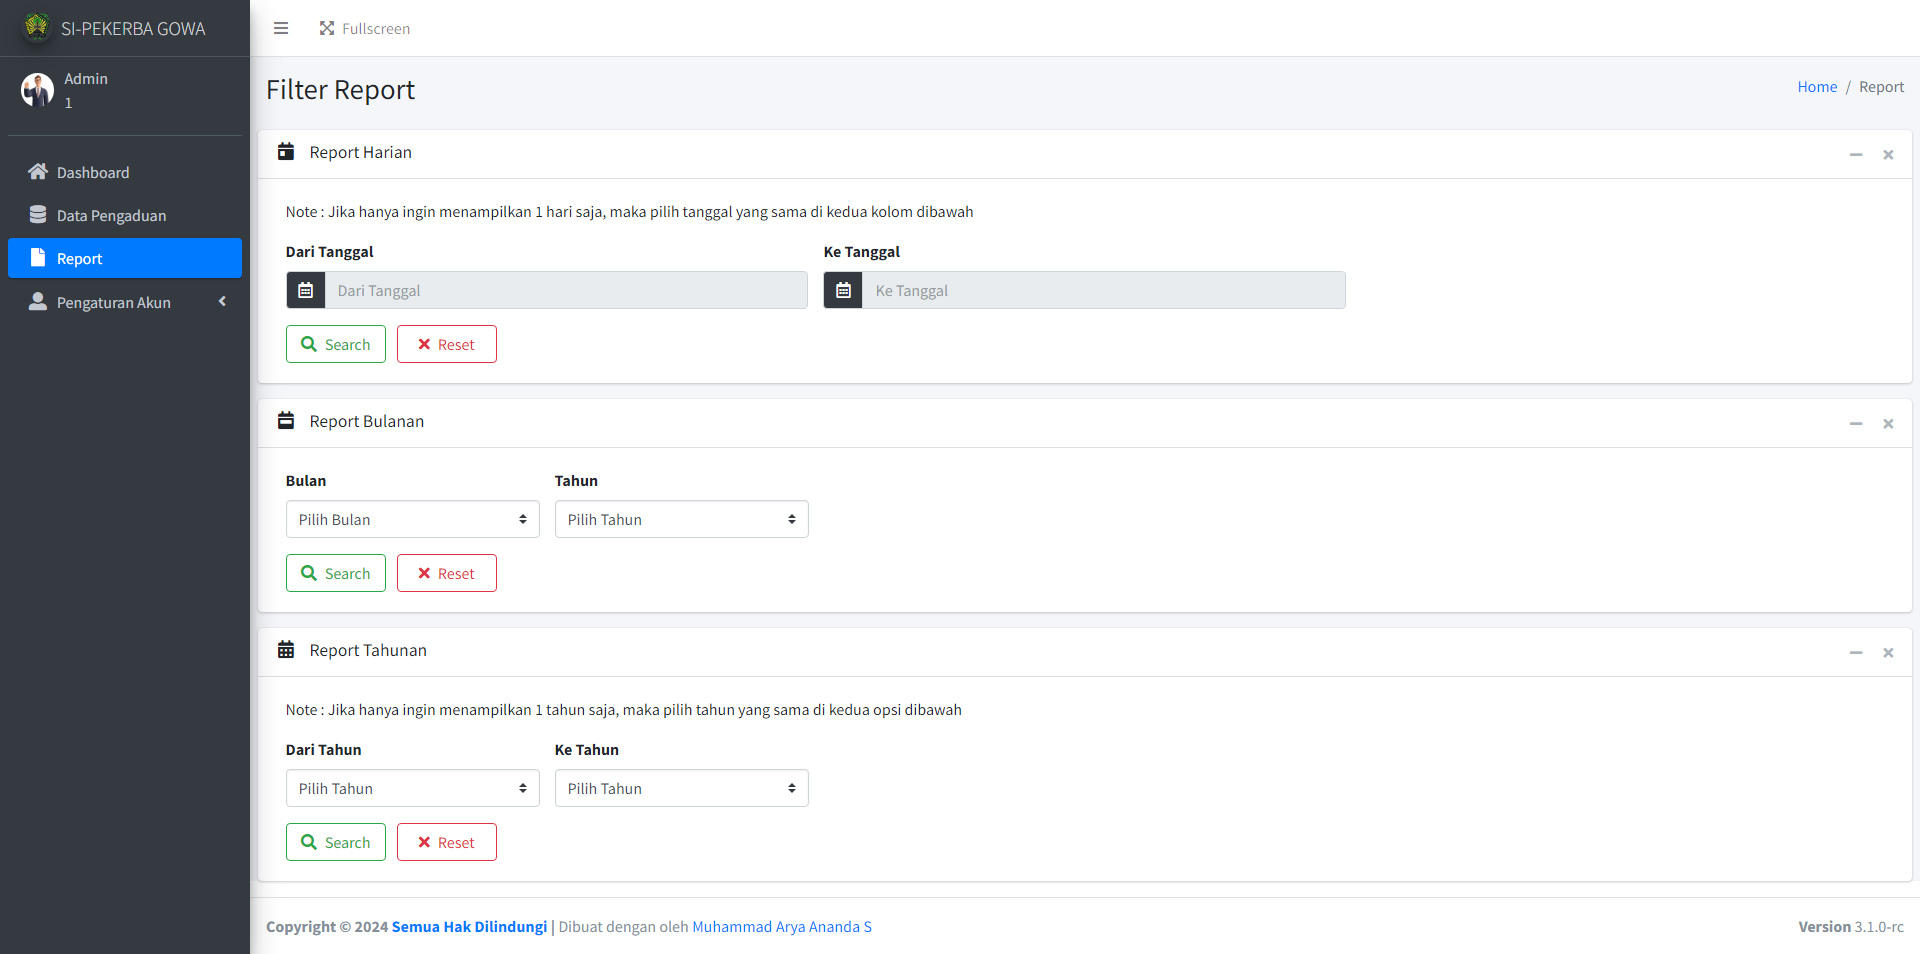 SI-PEKERBA GOWA
Fullscreen
Admin
1
Dashboard
Data Pengaduan
Report
Pengaturan Akun
Filter Report
Home / Report
Report Harian
Note : Jika hanya ingin menampilkan 1 hari saja, maka pilih tanggal yang sama di kedua kolom dibawah
Dari Tanggal Ke Tanggal
Dari Tanggal Ke Tanggal
Search Reset
Report Bulanan
Bulan Tahun
Pilih Bulan Pilih Tahun
Search Reset
Report Tahunan
Note : Jika hanya ingin menampilkan 1 tahun saja, maka pilih tahun yang sama di kedua opsi dibawah
Dari Tahun Ke Tahun
Pilih Tahun Pilih Tahun
Search Reset
Copyright © 2024 Semua Hak Dilindungi | Dibuat dengan oleh Muhammad Arya Ananda S
Version 3.1.0-rc